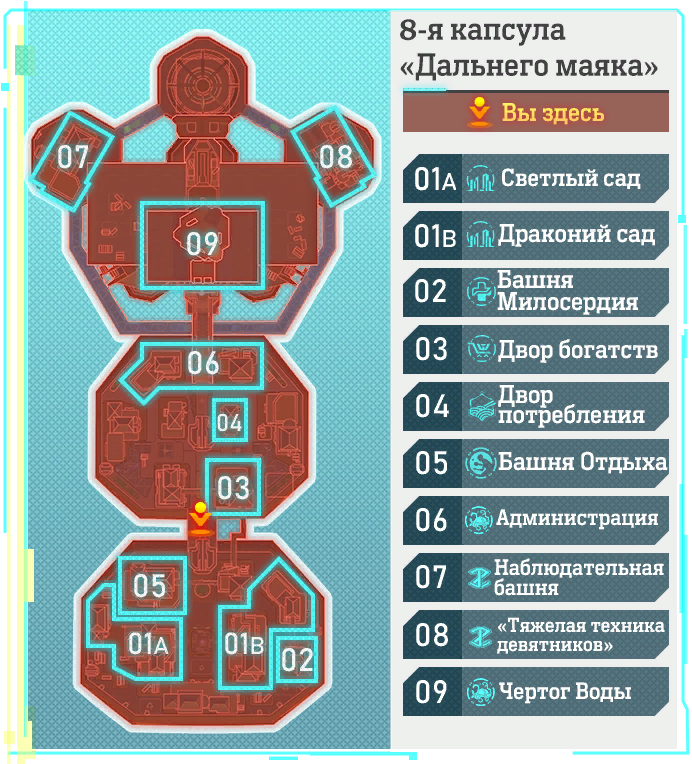 8-я капсула
«Дальнего маяка»
Вы здесь
01A Светлый сад
01B Драконий сад
02 Башня
Милосердия
03 Двор богатств
04 Двор
потребления
05 Башня Отдыха
06 Администрация
07 Наблюдательная
башня
08 «Тяжелая техника
девятников»
09 Чертог Воды
07
08
09
06
04
03
05
01A
01B
02